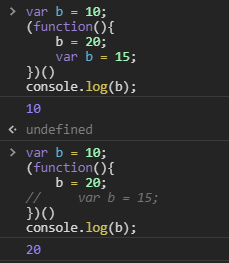 > var b = 10;
(function(){
    b = 20;
    var b = 15;
})()
console.log(b);
10
undefined
> var b = 10;
(function(){
    b = 20;
//     var b = 15;
})()
console.log(b);
20